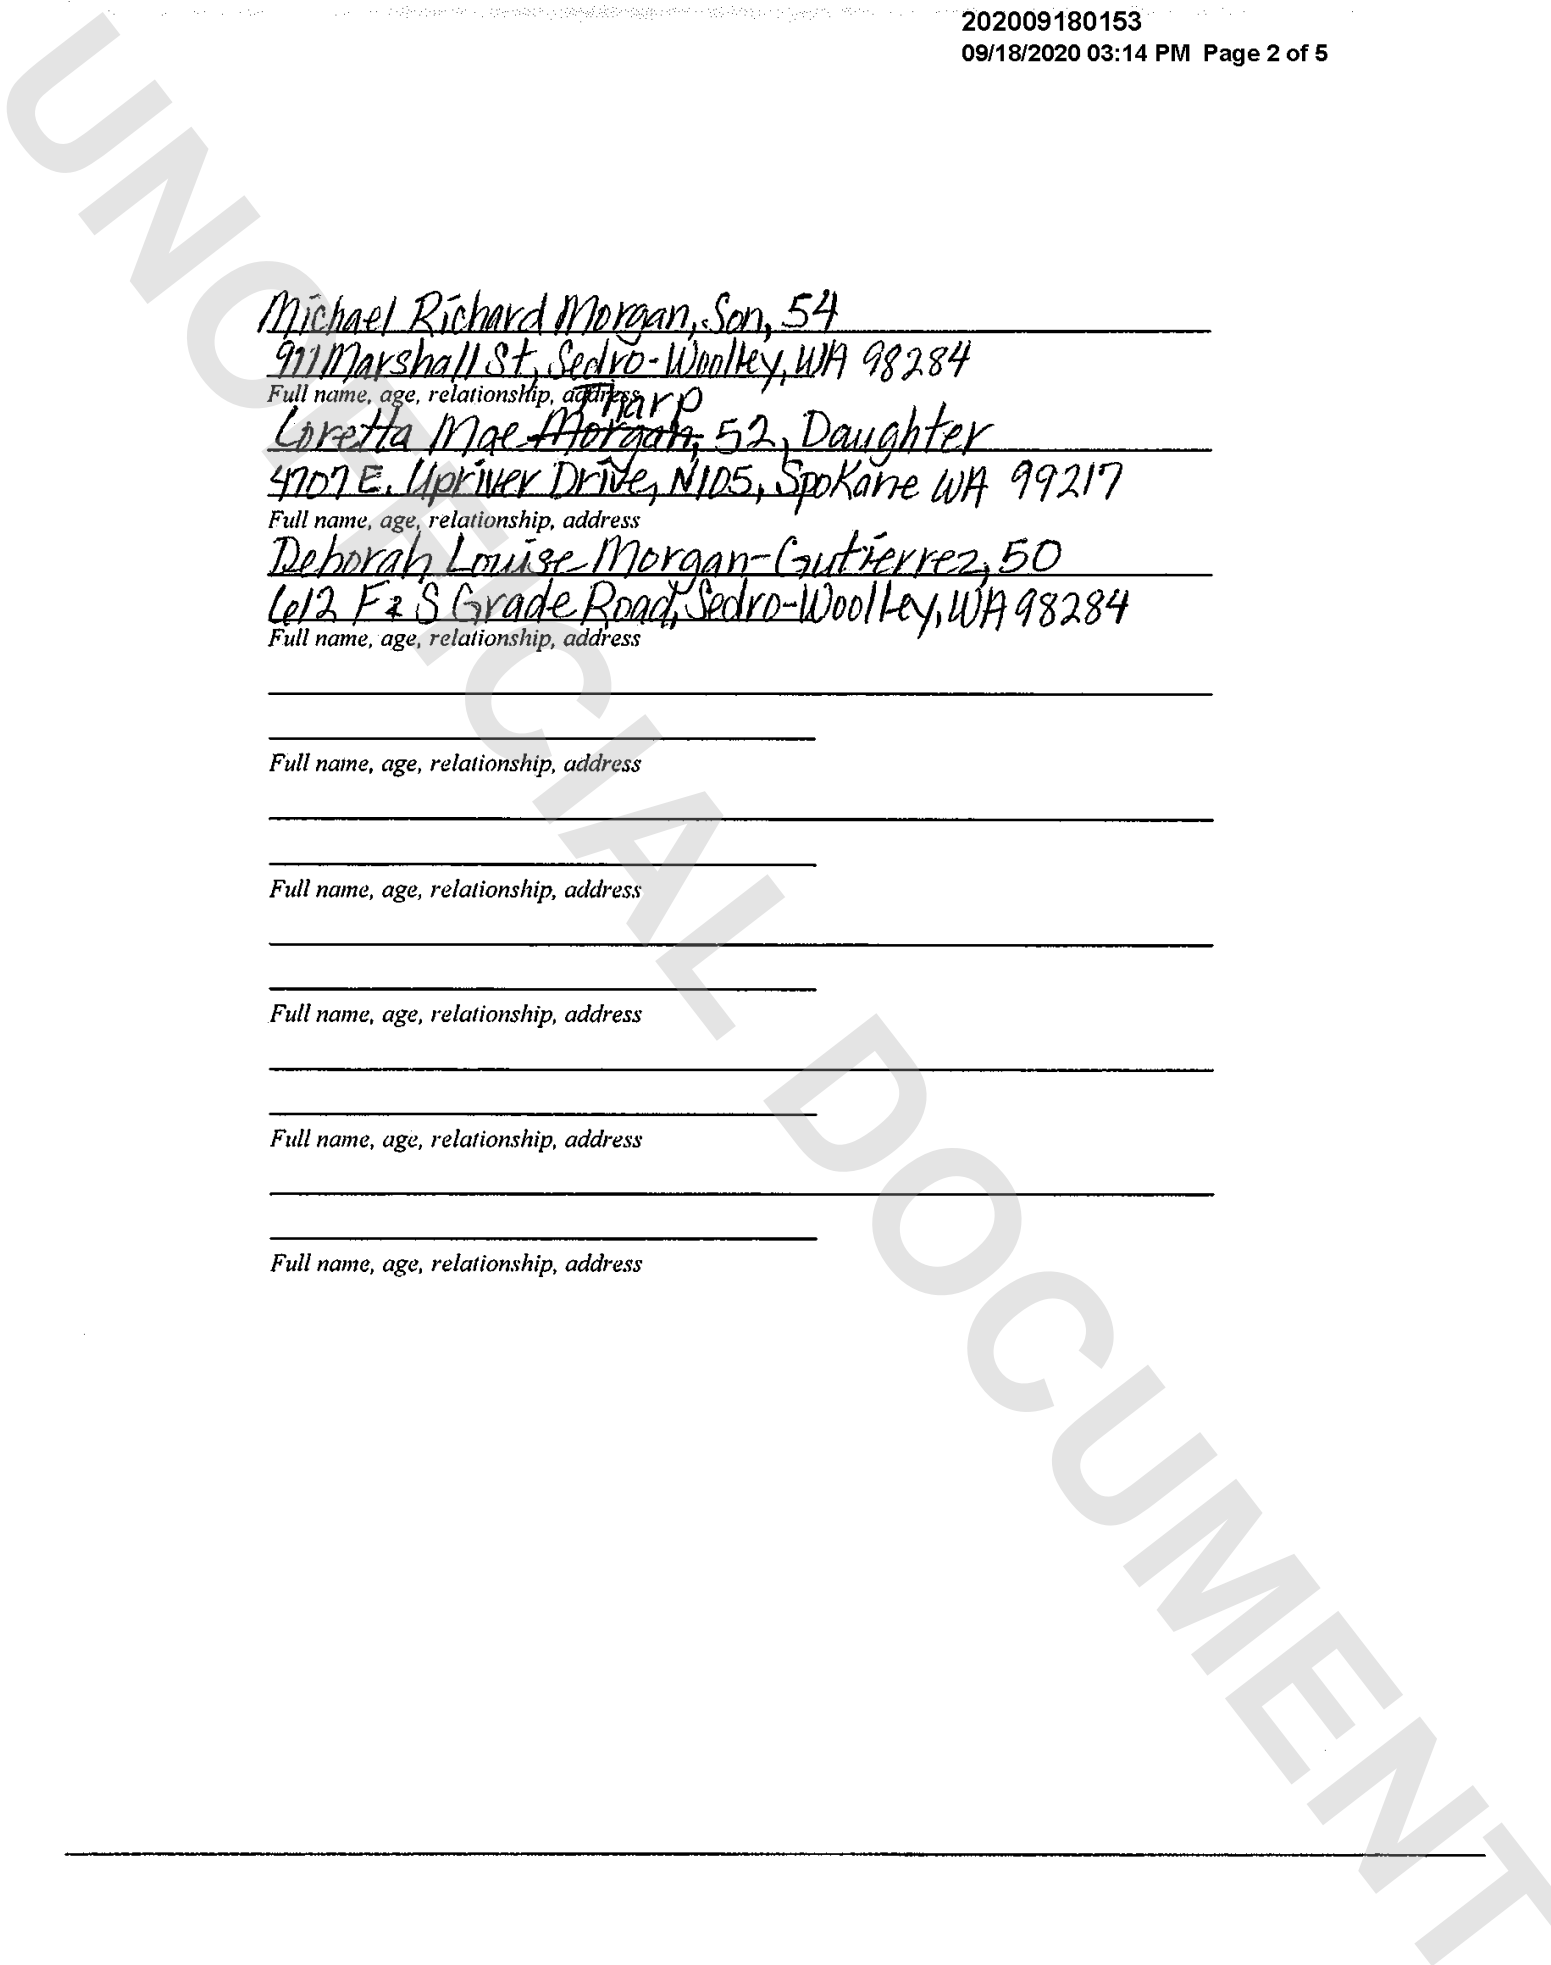 202009180153
09/18/2020 03:14 PM Page 2 of 5
Michael Richard Morgan, Son, 54
911 Marshall St, Sedro-Woolley, WA 98284
Full name, age, relationship, address
Tharp
Loretta Mae Morgan, 52, Daughter
4707 E. Upriver Drive, N105, Spokane WA 99217
Full name, age, relationship, address
Deborah Louise Morgan-Gutierrez, 50
612 F & S Grade Road, Sedro-Woolley, WA 98284
Full name, age, relationship, address
Full name, age, relationship, address
Full name, age, relationship, address
Full name, age, relationship, address
Full name, age, relationship, address
Full name, age, relationship, address
UNOFFICIAL DOCUMENT